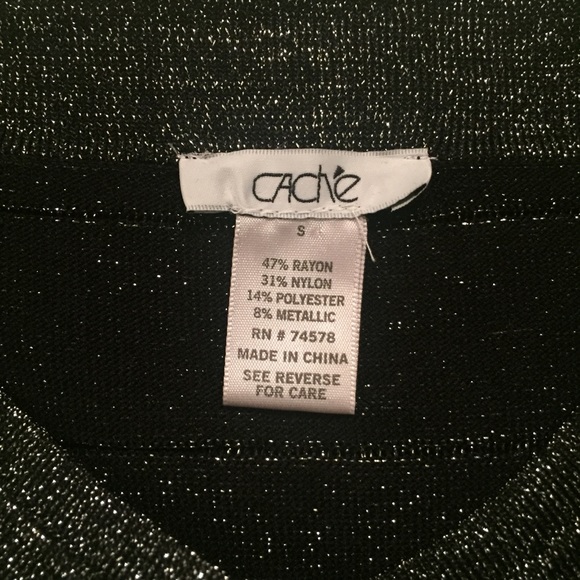 CAChé
S
47% RAYON
31% NYLON
14% POLYESTER
8% METALLIC
RN # 74578
MADE IN CHINA
SEE REVERSE
FOR CARE